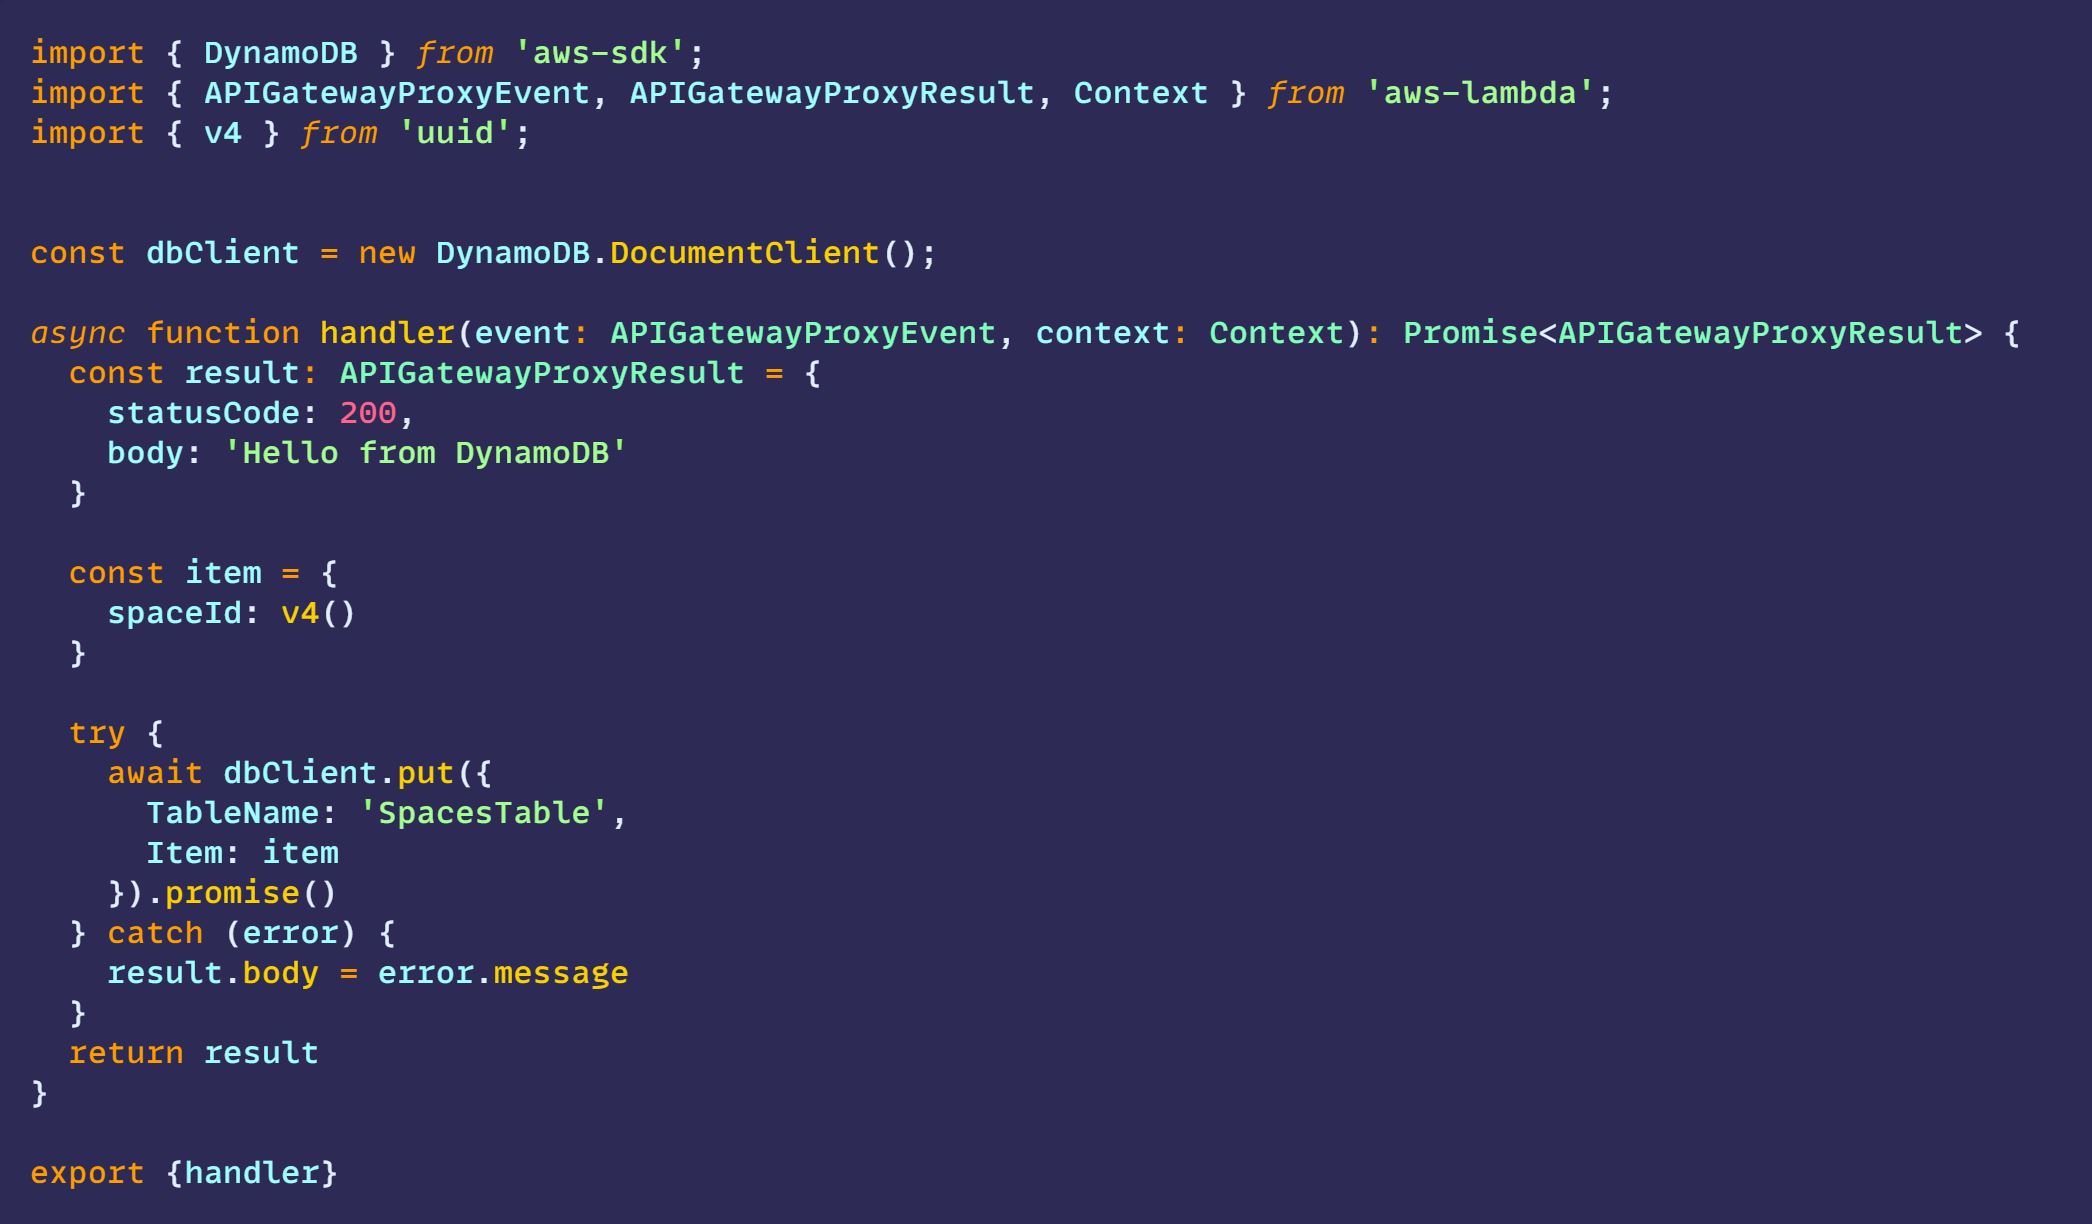 import { DynamoDB } from 'aws-sdk';
import { APIGatewayProxyEvent, APIGatewayProxyResult, Context } from 'aws-lambda';
import { v4 } from 'uuid';


const dbClient = new DynamoDB.DocumentClient();

async function handler(event: APIGatewayProxyEvent, context: Context): Promise<APIGatewayProxyResult> {
  const result: APIGatewayProxyResult = {
    statusCode: 200,
    body: 'Hello from DynamoDB'
  }

  const item = {
    spaceId: v4()
  }

  try {
    await dbClient.put({
      TableName: 'SpacesTable',
      Item: item
    }).promise()
  } catch (error) {
    result.body = error.message
  }
  return result
}

export {handler}